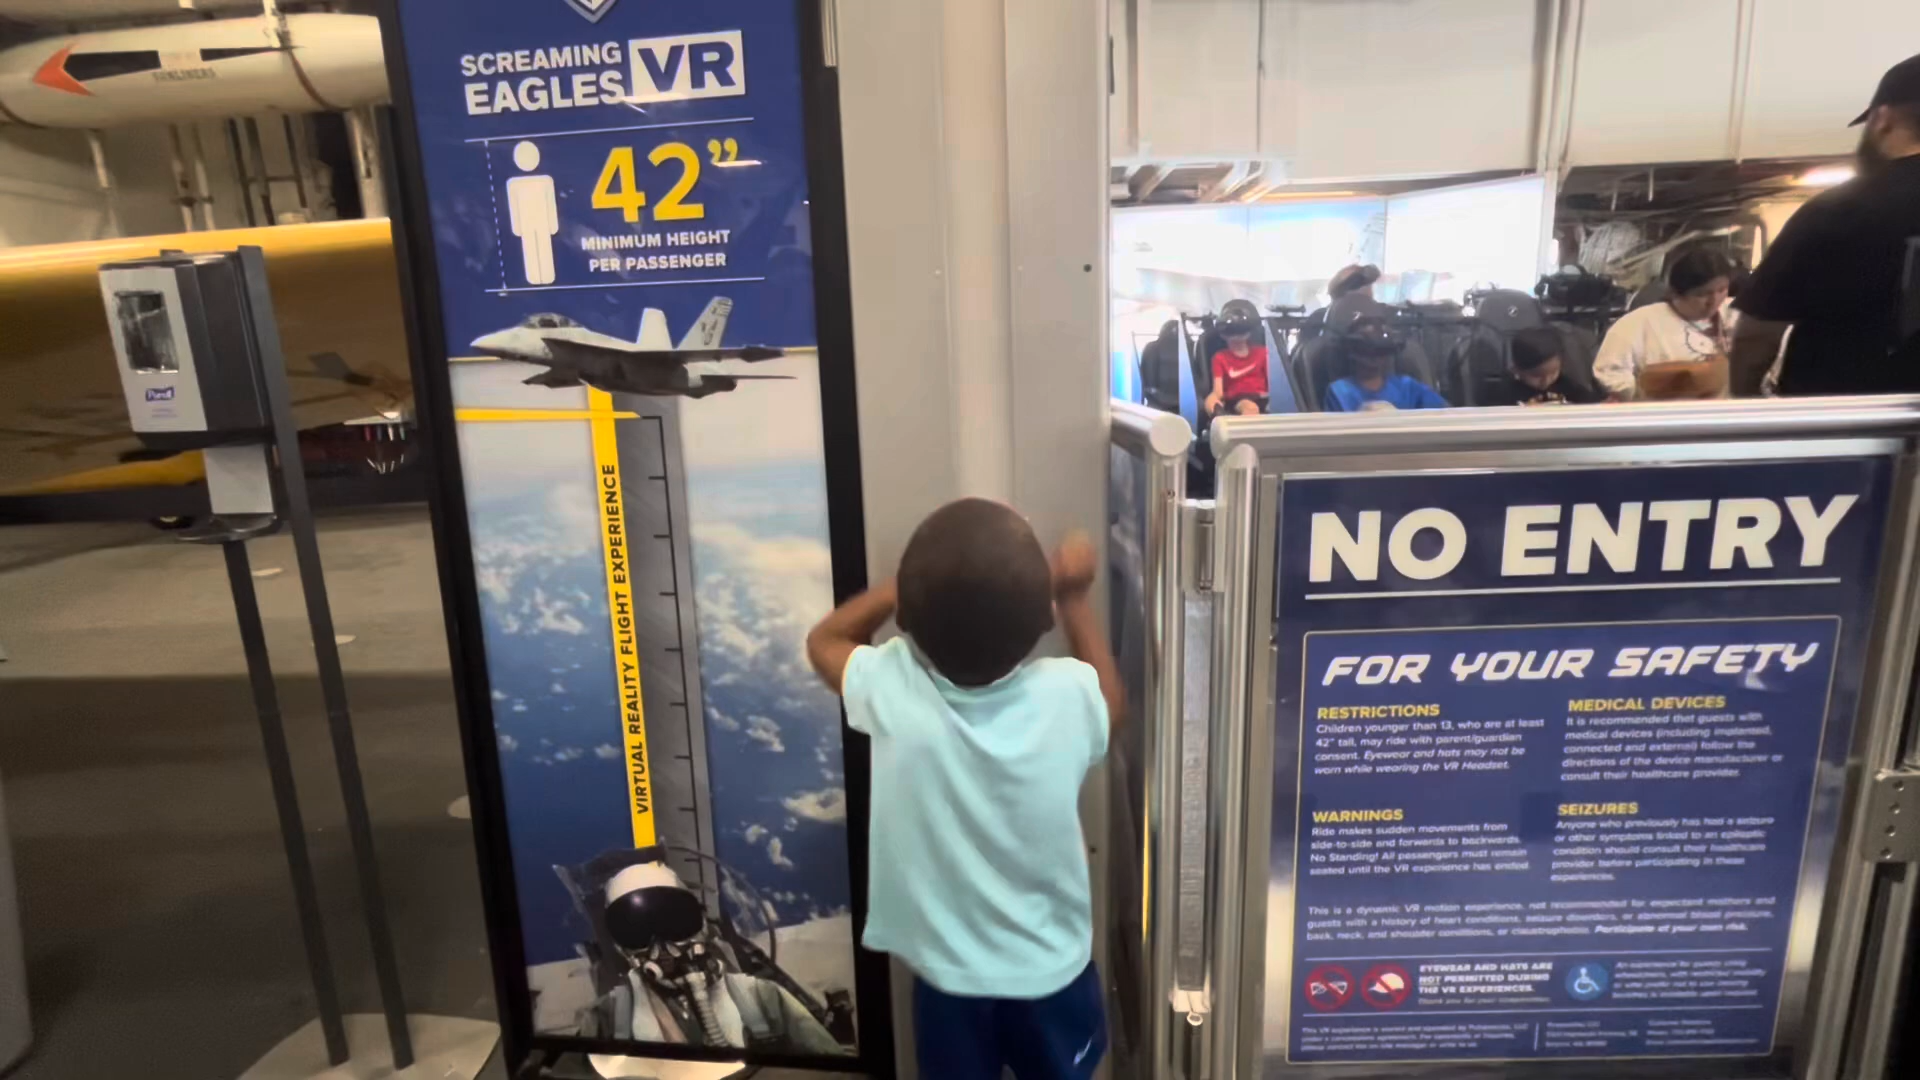 SUNLINERS
SCREAMING
EAGLES VR
42”
MINIMUM HEIGHT
PER PASSENGER
Purell
VIRTUAL REALITY FLIGHT EXPERIENCE
NO ENTRY
FOR YOUR SAFETY
RESTRICTIONS
Children younger than 13, who are at least
42" tall, may ride with parent/guardian
consent. Eyewear and hats may not be
worn while wearing the VR Headset.
MEDICAL DEVICES
It is recommended that guests with
medical devices (including implanted,
connected and external) follow the
directions of the device manufacturer or
consult their healthcare provider.
WARNINGS
Ride makes sudden movements from
side-to-side and forwards to backwards.
No Standing! All passengers must remain
seated until the VR experience has ended.
SEIZURES
Anyone who previously has had a seizure
or other symptoms linked to an epileptic
condition should consult their healthcare
provider before participating in these
experiences.
This is a dynamic VR motion experience, not recommended for expectant mothers and
guests with a history of heart conditions, seizure disorders, or abnormal blood pressure,
back, neck, and shoulder conditions, or claustrophobia. Participate at your own risk.
EYEWEAR AND HATS ARE
NOT PERMITTED DURING
THE VR EXPERIENCES.
Thank you for your cooperation.